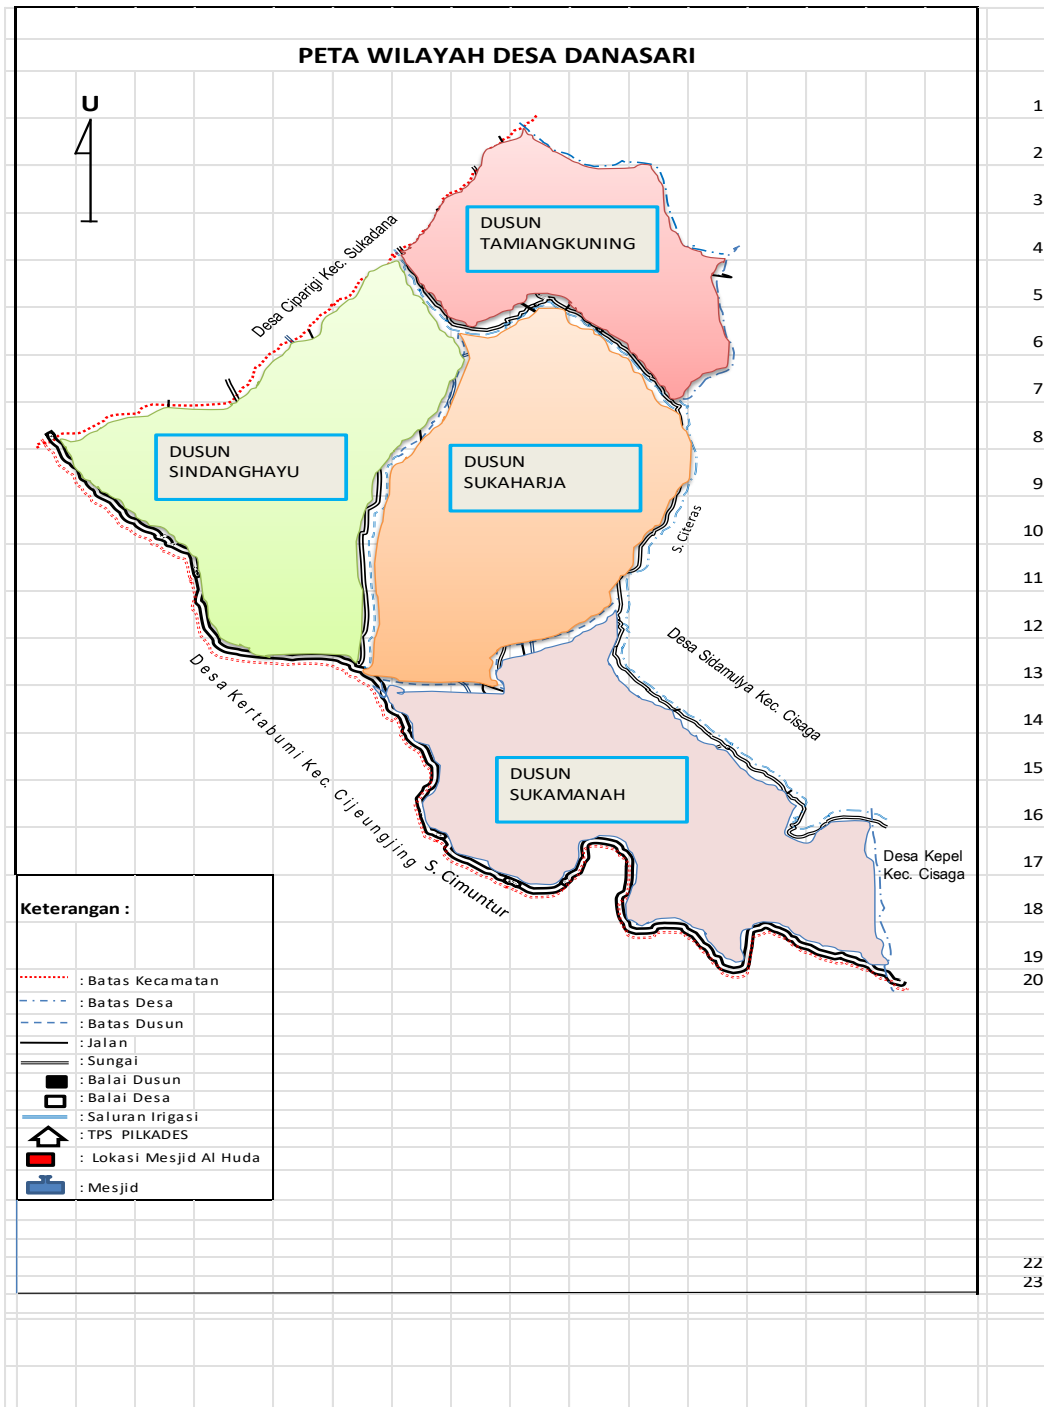 PETA WILAYAH DESA DANASARI
U
1
2
3
4
5
6
7
8
9
10
11
12
13
14
15
16
17
18
19
20
22
23
DUSUN
TAMIANGKUNING
Desa Ciparigi Kec. Sukadana
DUSUN
SINDANGHAYU
DUSUN
SUKAHARJA
S. Citeras
Desa Sidamulya Kec. Cisaga
Desa Kertabumi Kec. Cijeungjing
S. Cimuntur
DUSUN
SUKAMANAH
Desa Kepel
Kec. Cisaga
Keterangan :
: Batas Kecamatan
: Batas Desa
: Batas Dusun
: Jalan
: Sungai
: Balai Dusun
: Balai Desa
: Saluran Irigasi
: TPS PILKADES
: Lokasi Mesjid Al Huda
: Mesjid